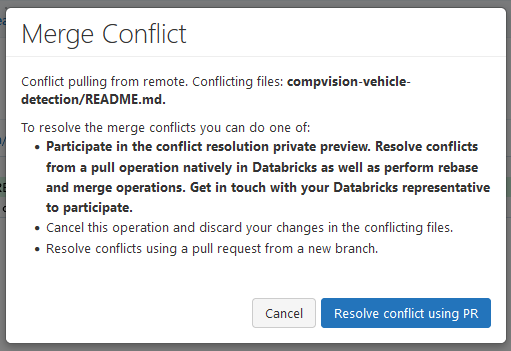 Merge Conflict
Conflict pulling from remote. Conflicting files: compvision-vehicle-
detection/README.md.
To resolve the merge conflicts you can do one of:
• Participate in the conflict resolution private preview. Resolve conflicts
from a pull operation natively in Databricks as well as perform rebase
and merge operations. Get in touch with your Databricks representative
to participate.
• Cancel this operation and discard your changes in the conflicting files.
• Resolve conflicts using a pull request from a new branch.
Cancel
Resolve conflict using PR